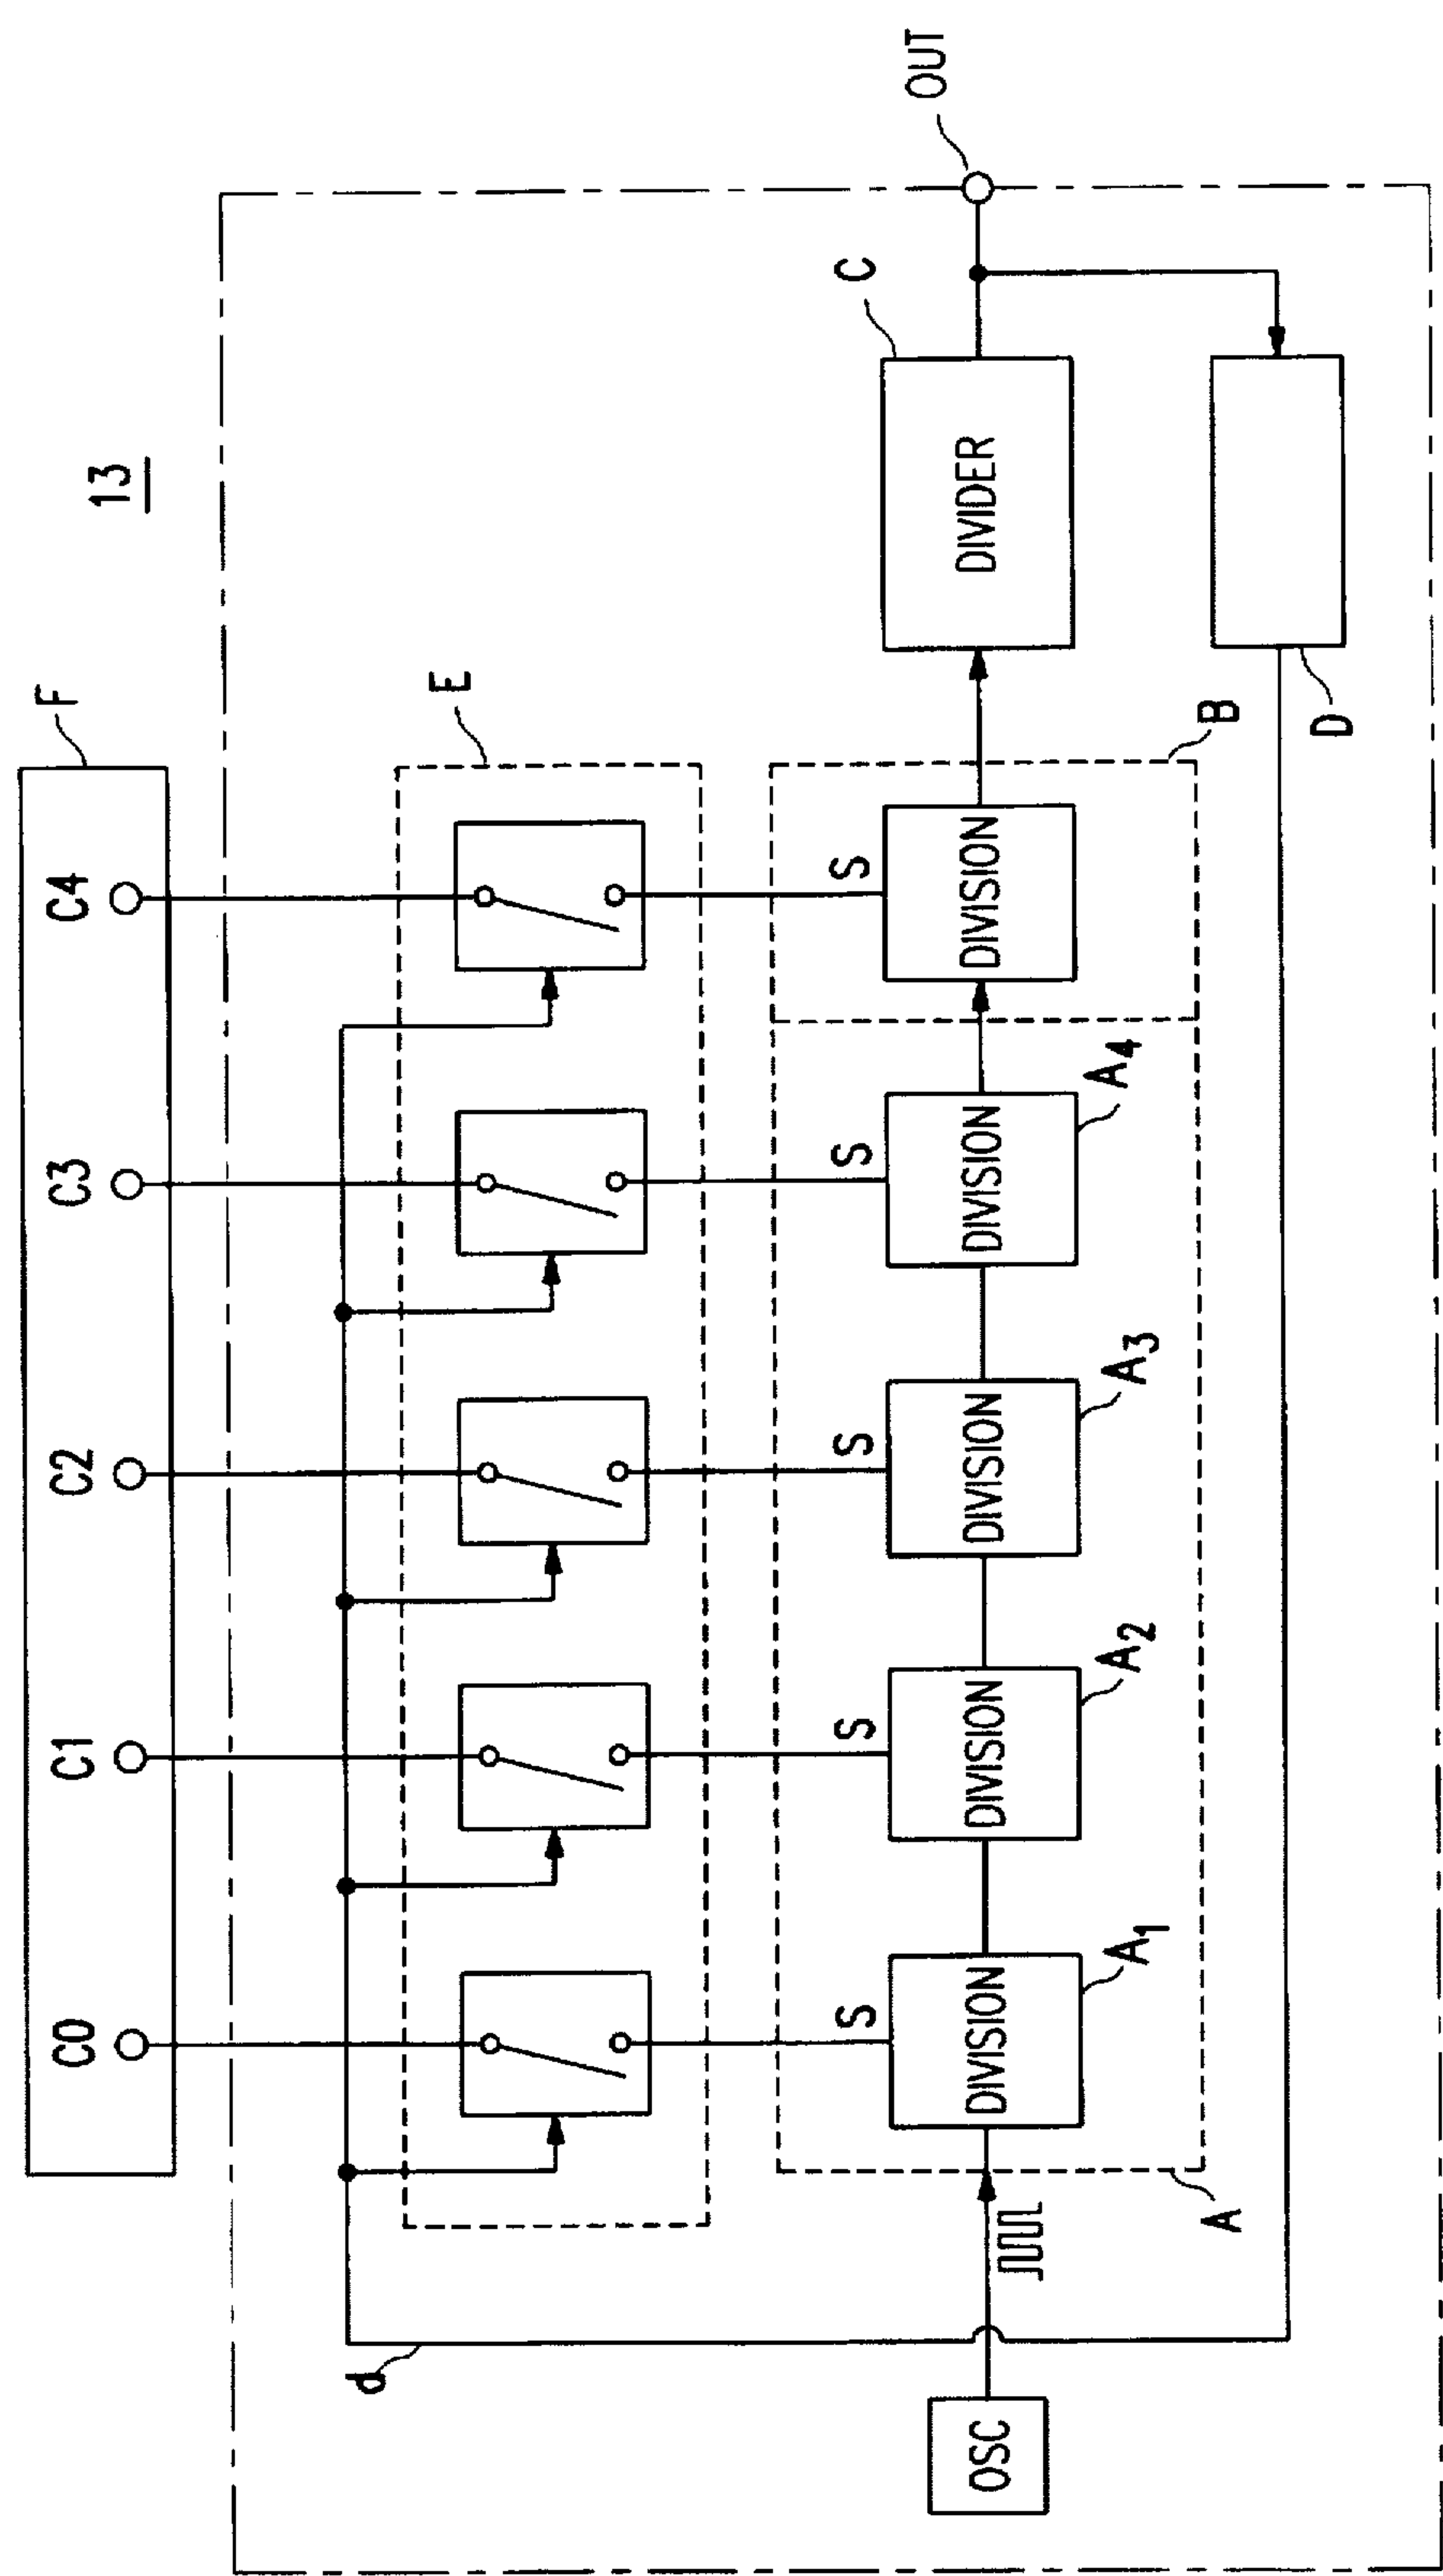 13
F
C0
C1
C2
C3
C4
E
d
S
S
S
S
S
OSC
DIVISION
DIVISION
DIVISION
DIVISION
DIVISION
DIVIDER
C
OUT
A1
A2
A3
A4
A
B
D